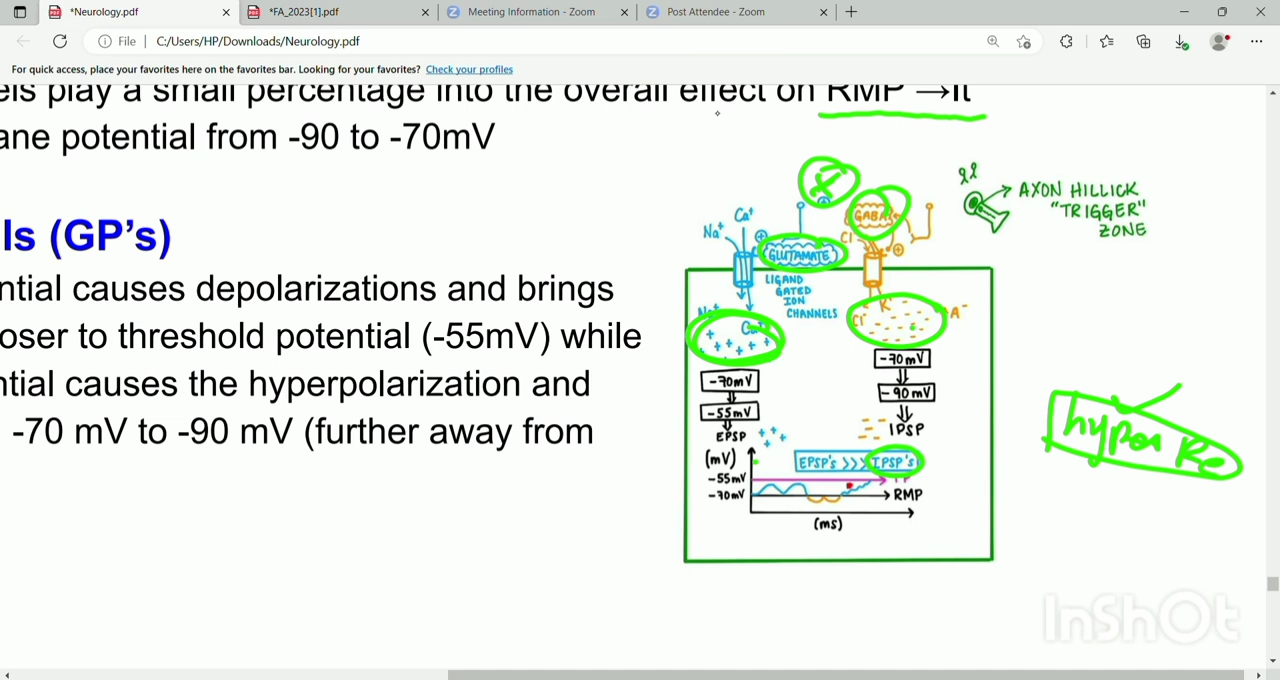 *Neurology.pdf
*FA_2023[1].pdf
Meeting Information - Zoom
Post Attendee - Zoom
File
C:/Users/HP/Downloads/Neurology.pdf
For quick access, place your favorites here on the favorites bar. Looking for your favorites? Check your profiles
els play a small percentage into the overall effect on RMP →It
ane potential from -90 to -70mV
ls (GP's)
ntial causes depolarizations and brings
oser to threshold potential (-55mV) while
ntial causes the hyperpolarization and
-70 mV to -90 mV (further away from
AXON HILLICK
"TRIGGER"
ZONE
Ca⁺
Na⁺
GABA
Cl
GLUTAMATE
LIGAND
GATED
ION
CHANNELS
Na⁺
Ca⁺
Cl
K
A⁻
-70mV
-55mV
EPSP
-70mV
-90mV
IPSP
EPSP's >>> IPSP's
(mV)
-55mV
-70mV
RMP
(ms)
InShOt